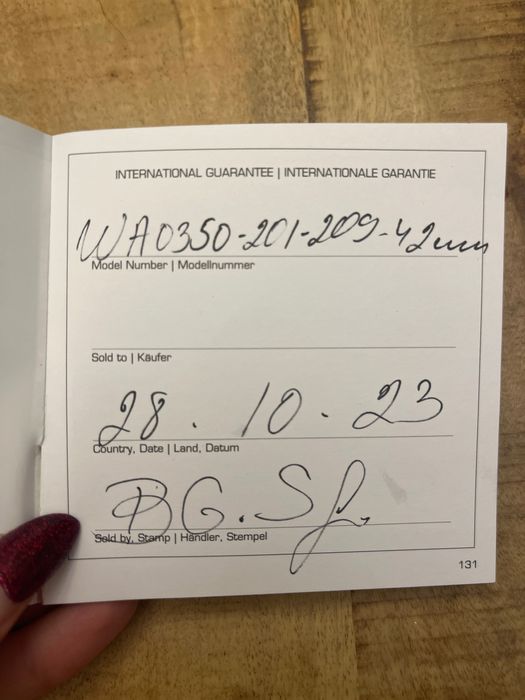 INTERNATIONAL GUARANTEE | INTERNATIONALE GARANTIE
WA0350-201-209-42mm
Model Number | Modellnummer
Sold to | Käufer
28. 10. 23
Country, Date | Land, Datum
BG.
Sold by, Stamp | Händler, Stempel
131